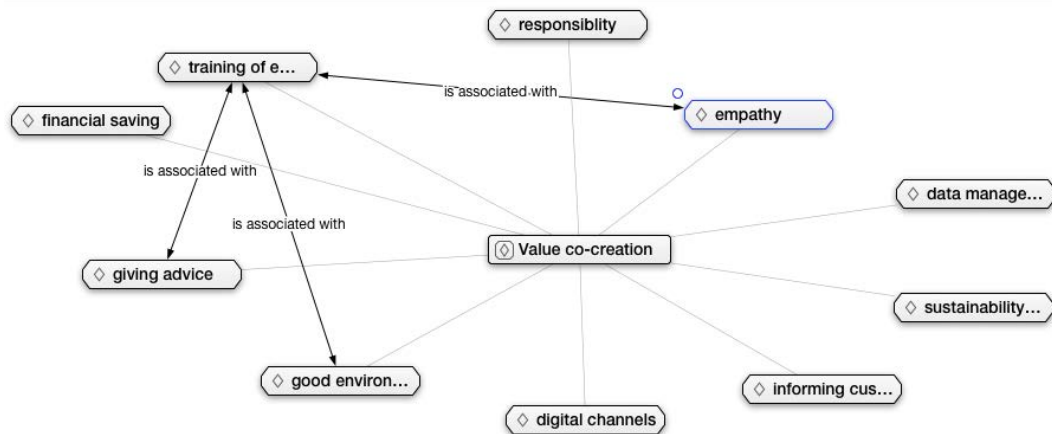 responsiblity
training of e...
is associated with
empathy
financial saving
is associated with
data manage...
is associated with
Value co-creation
giving advice
sustainability...
good environ...
informing cus...
digital channels